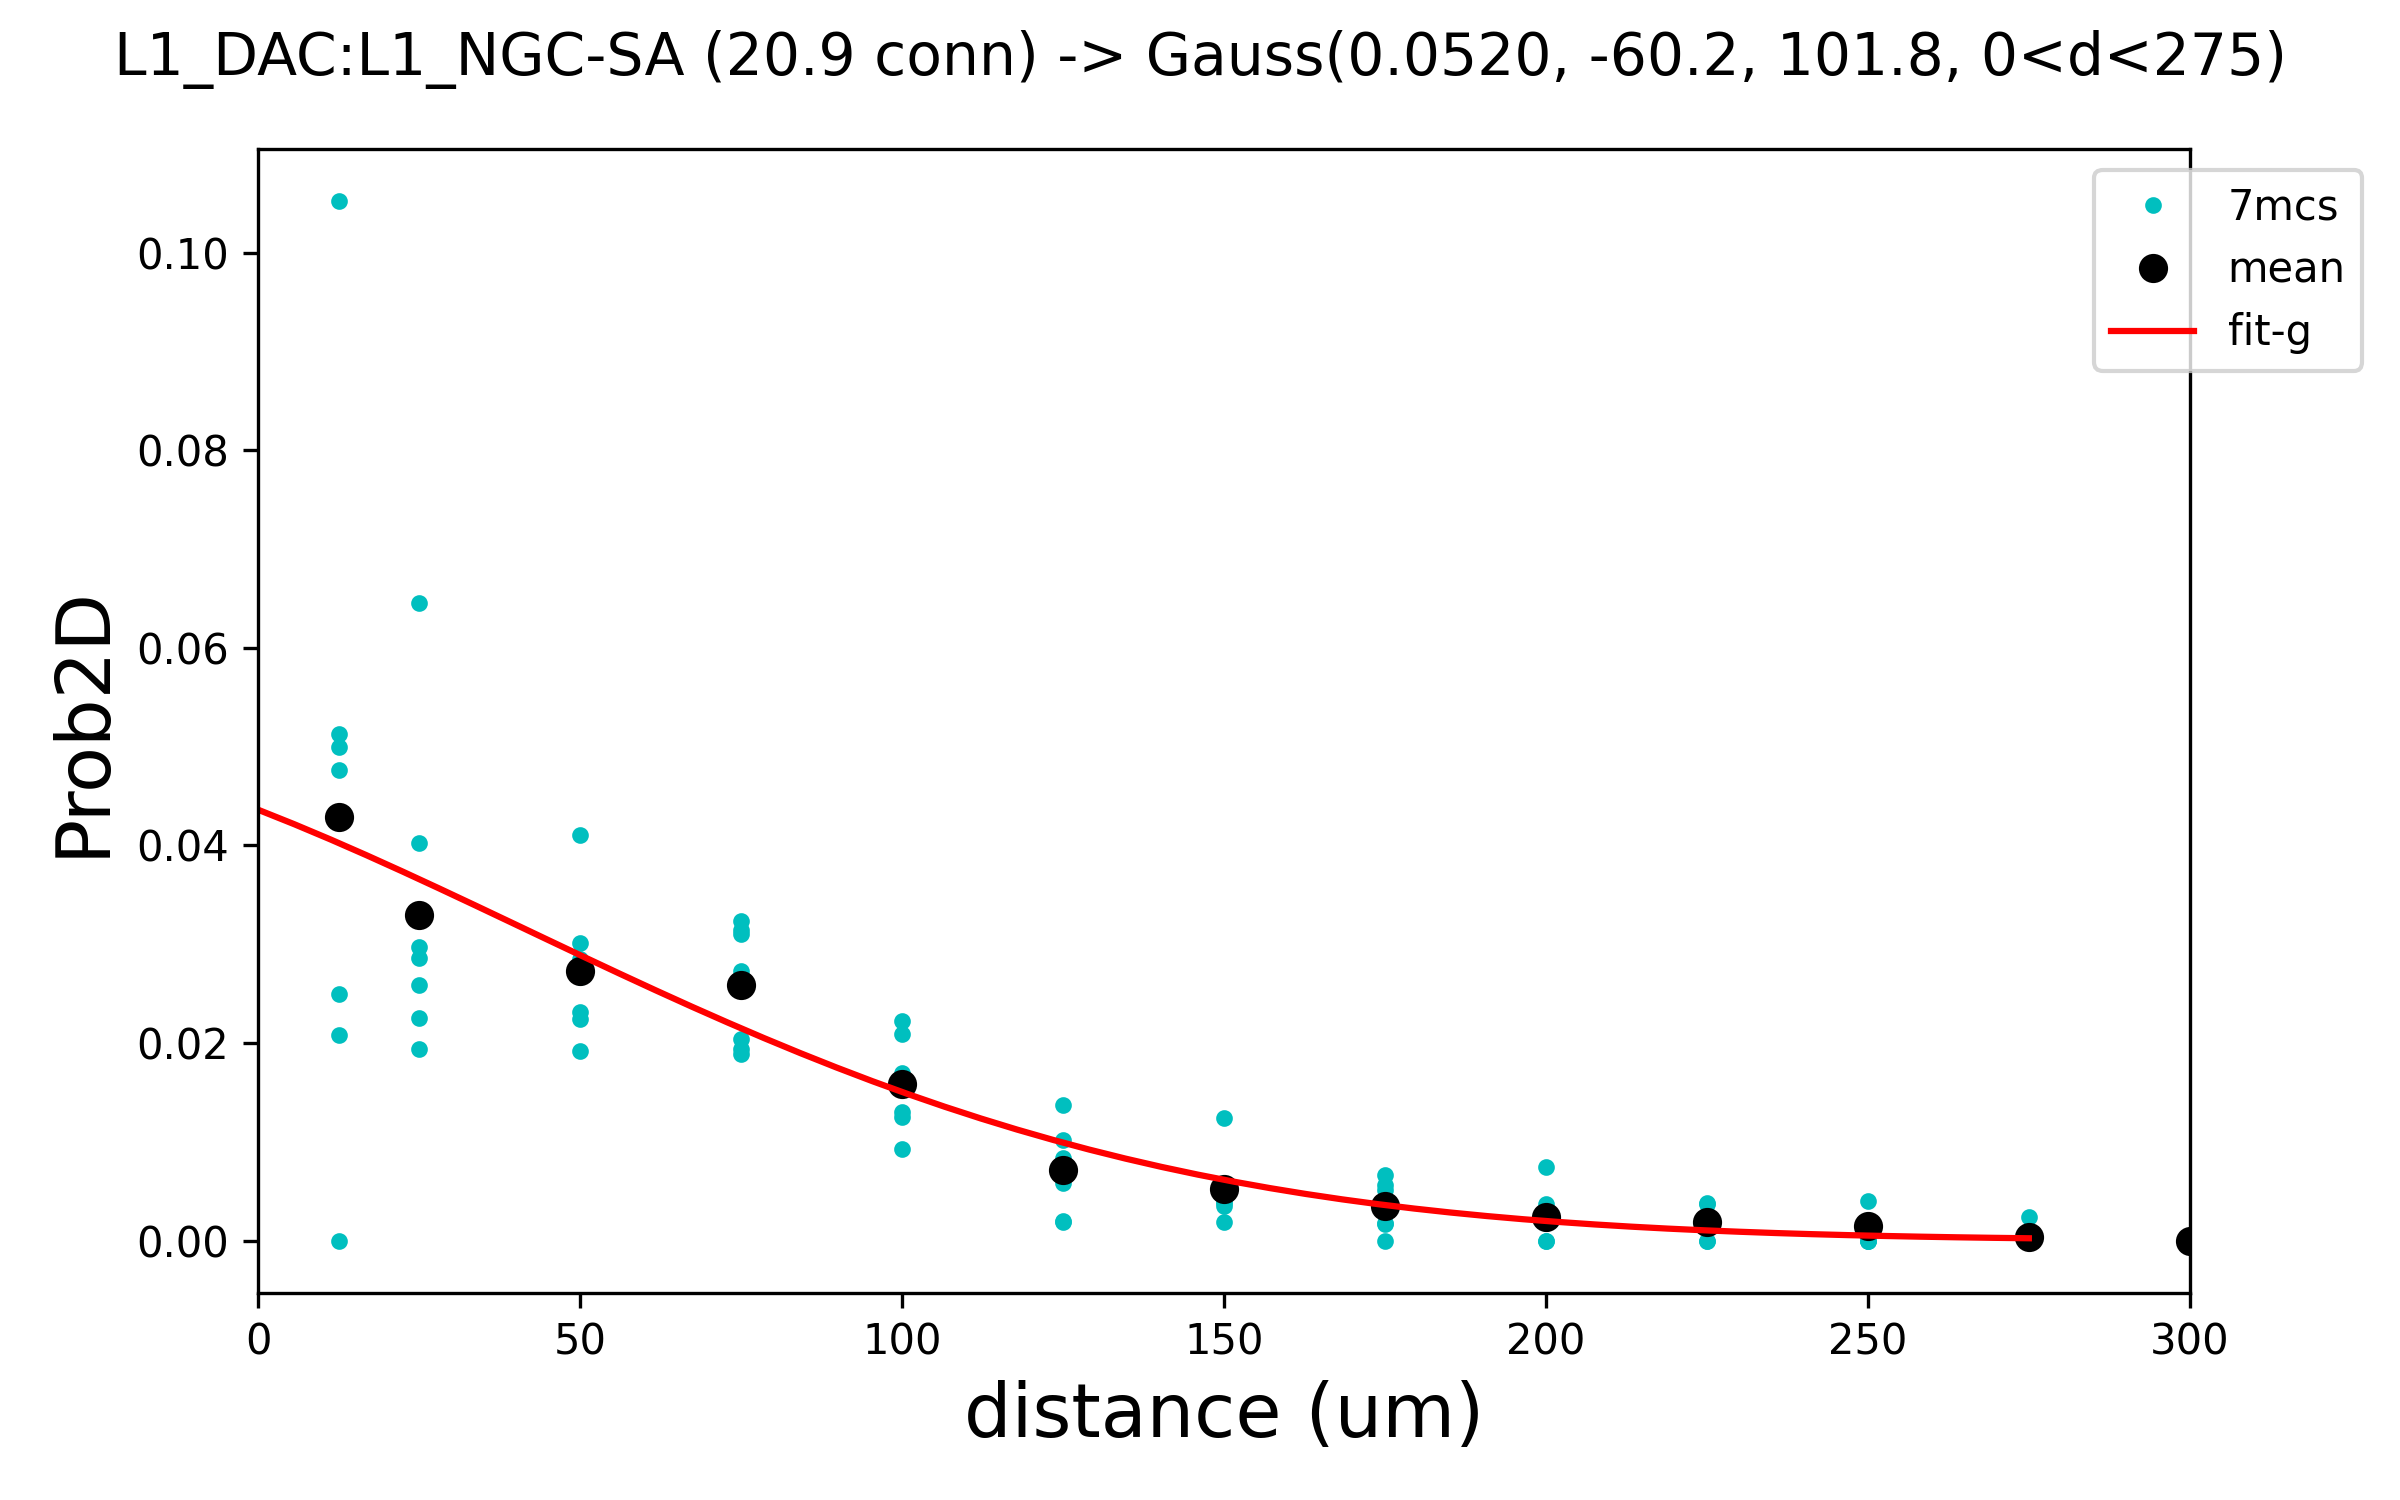 L1_DAC:L1_NGC-SA (20.9 conn) -> Gauss(0.0520, -60.2, 101.8, 0<d<275)
7mcs
mean
fit-g
Prob2D
0.10
0.08
0.06
0.04
0.02
0.00
0 50 100 150 200 250 300
distance (um)